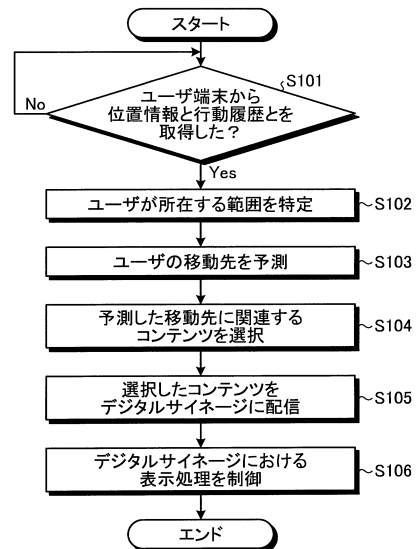 スタート
S101
ユーザ端末から
位置情報と行動履歴とを
取得した?
No
Yes
ユーザが所在する範囲を特定
~S102
ユーザの移動先を予測
~S103
予測した移動先に関連する
コンテンツを選択
~S104
選択したコンテンツを
デジタルサイネージに配信
~S105
デジタルサイネージにおける
表示処理を制御
~S106
エンド